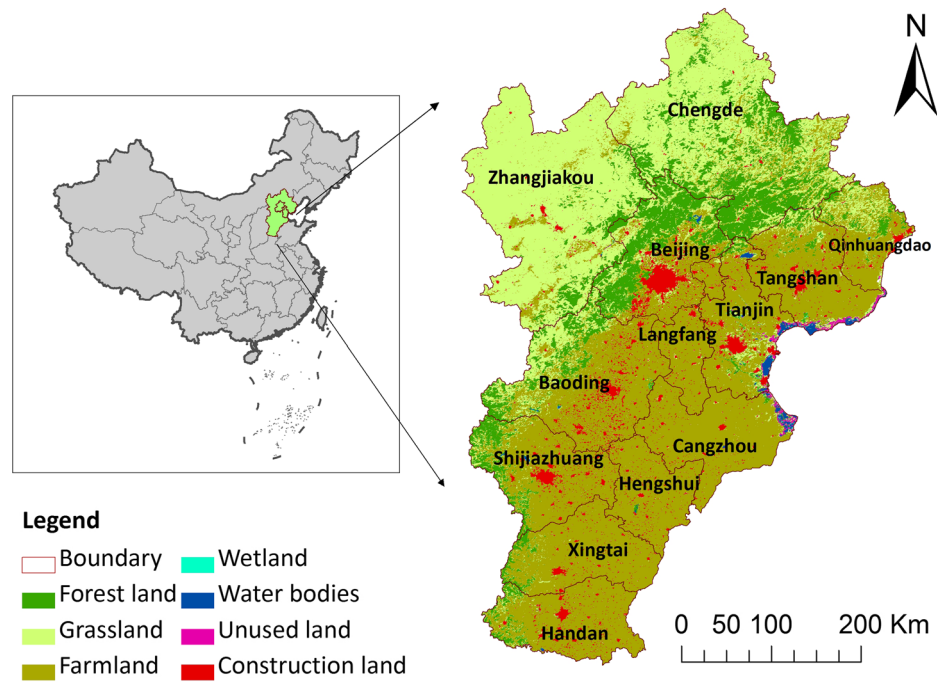 N
Chengde
Zhangjiakou
Beijing
Qinhuangdao
Tangshan
Tianjin
Langfang
Baoding
Cangzhou
Shijiazhuang
Hengshui
Xingtai
Handan
Legend
Boundary
Wetland
Forest land
Water bodies
Grassland
Unused land
Farmland
Construction land
0 50 100 200 Km